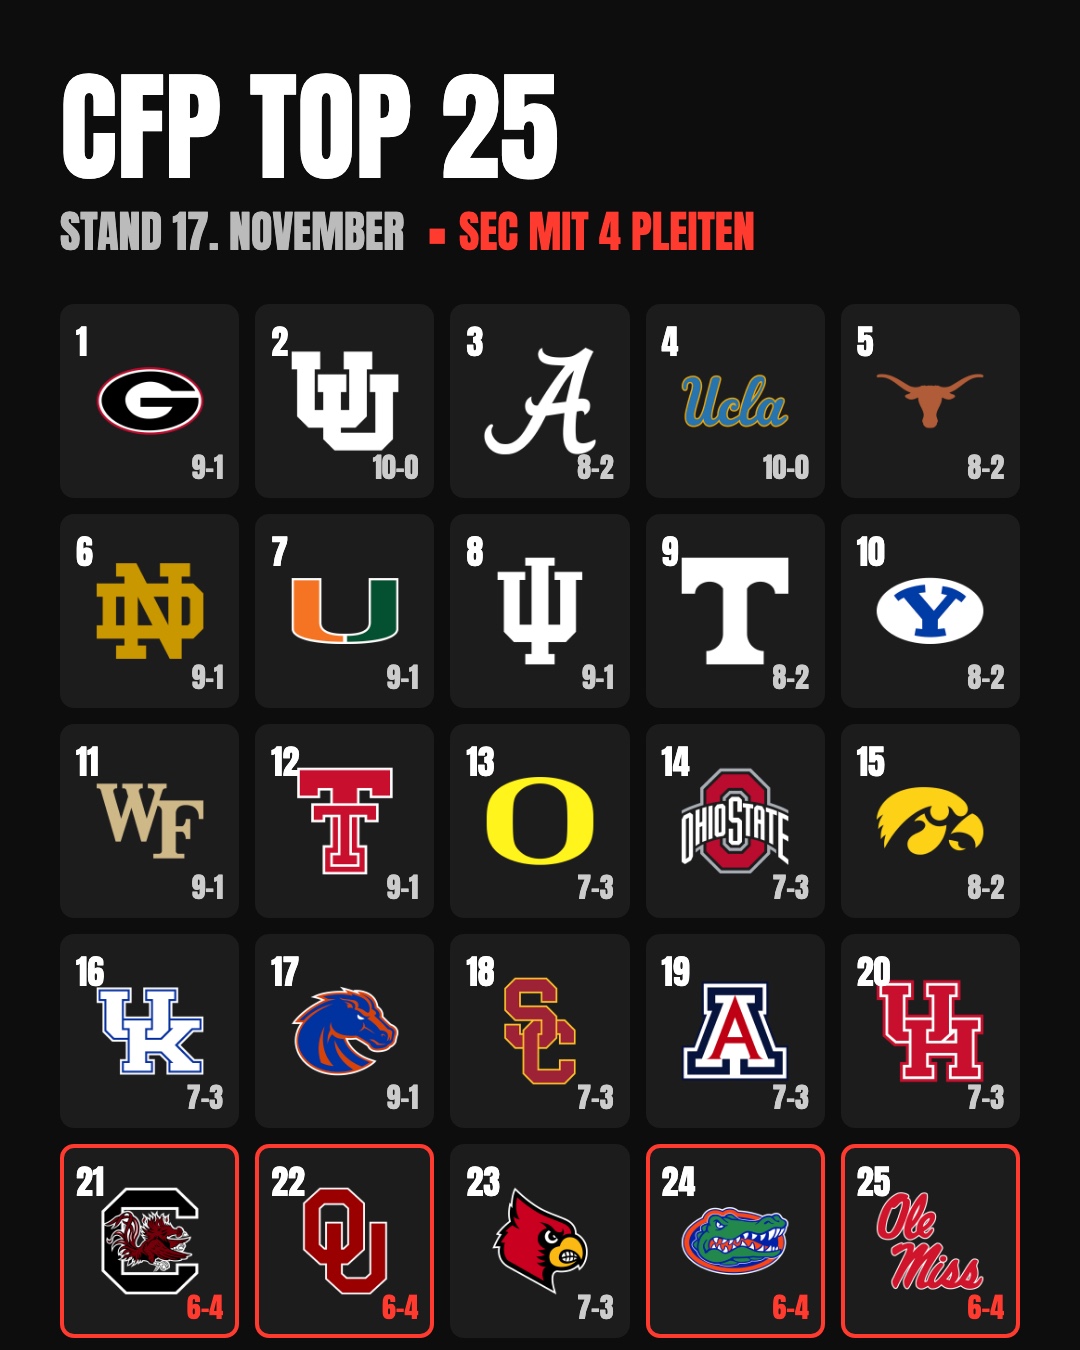 CFP TOP 25
STAND 17. NOVEMBER ▪ SEC MIT 4 PLEITEN
1 G 9-1
2 UU 10-0
3 A 8-2
4 Ucla 10-0
5 8-2
6 ND 9-1
7 U 9-1
8 IU 9-1
9 T 8-2
10 Y 8-2
11 WF 9-1
12 TT 9-1
13 O 7-3
14 OHIO STATE 7-3
15 8-2
16 UK 7-3
17 9-1
18 SC 7-3
19 A 7-3
20 UH 7-3
21 C 6-4
22 OU 6-4
23 7-3
24 6-4
25 Ole Miss 6-4